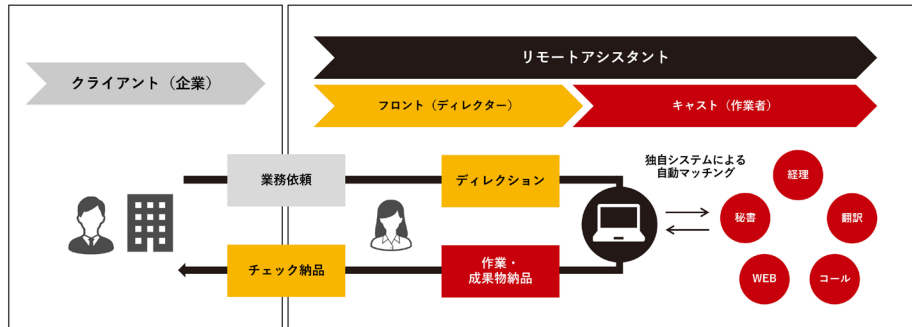 クライアント（企業）
リモートアシスタント
フロント（ディレクター）
キャスト（作業者）
業務依頼
ディレクション
独自システムによる
自動マッチング
経理
秘書
翻訳
WEB
コール
チェック納品
作業・
成果物納品